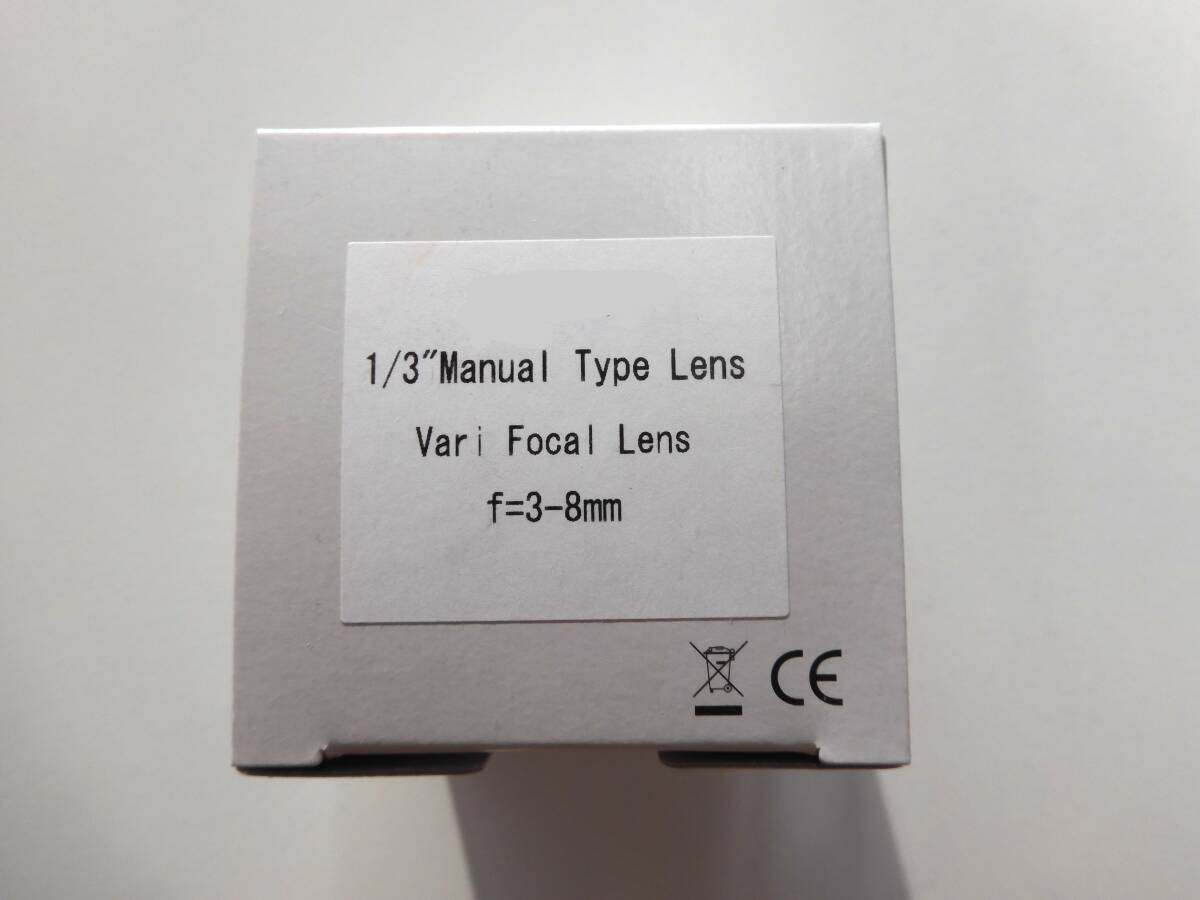 1/3"Manual Type Lens
Vari Focal Lens
f=3-8mm
CE